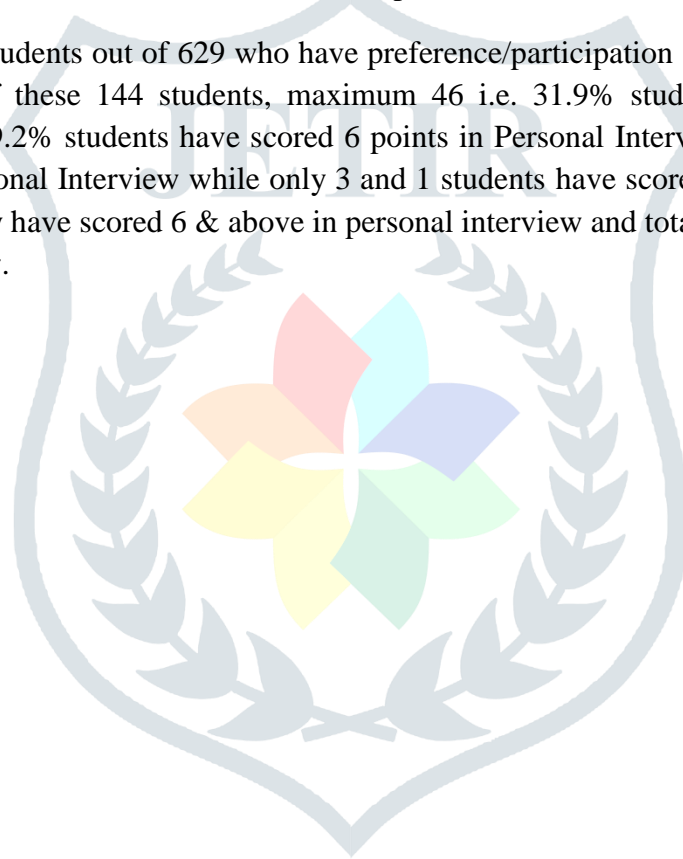 tudents out of 629 who have preference/participation
these 144 students, maximum 46 i.e. 31.9% stud
9.2% students have scored 6 points in Personal Interv
onal Interview while only 3 and 1 students have score
have scored 6 & above in personal interview and tota
JETIR